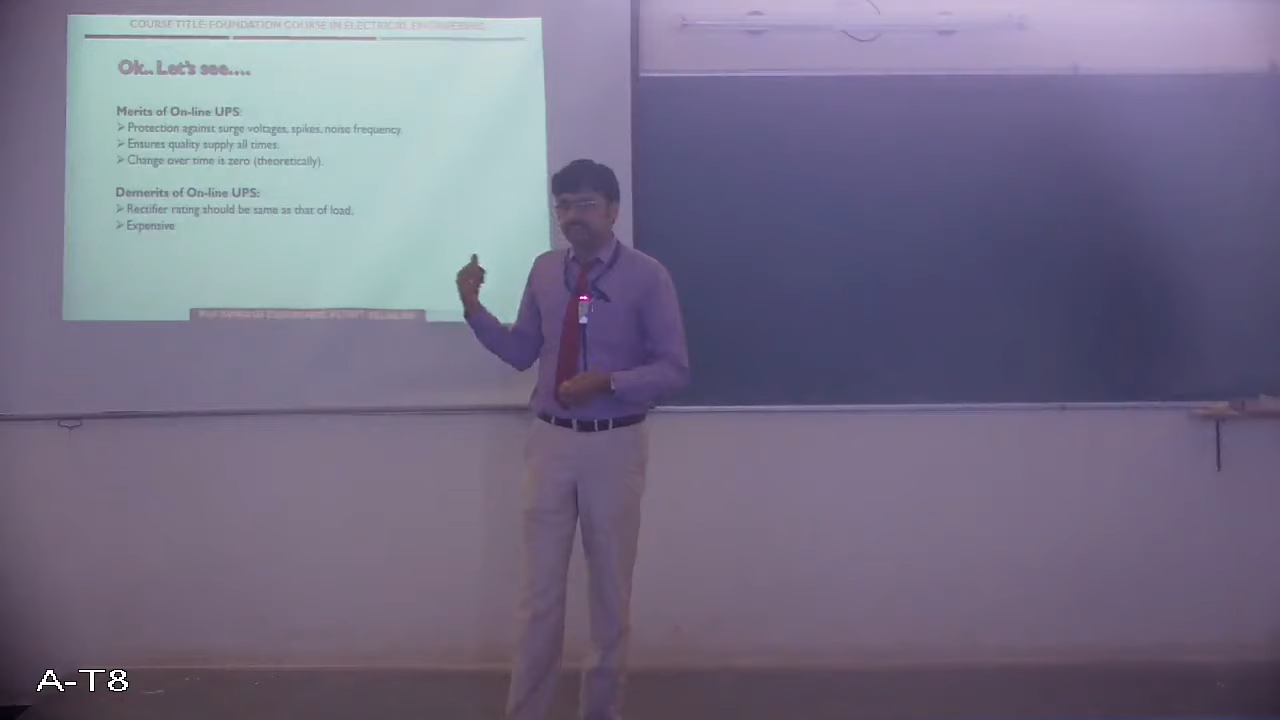 COURSE TITLE: FOUNDATION COURSE IN ELECTRICAL ENGINEERING
Ok.. Let's see....
Merits of On-line UPS:
➢ Protection against surge voltages, spikes, noise frequency.
➢ Ensures quality supply all times.
➢ Change over time is zero (theoretically).
Demerits of On-line UPS:
➢ Rectifier rating should be same as that of load.
➢ Expensive
A-T8